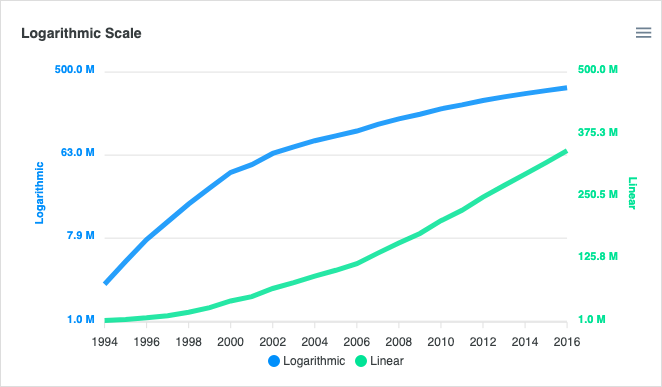 Logarithmic Scale
500.0 M
63.0 M
7.9 M
1.0 M
Logarithmic
500.0 M
375.3 M
250.5 M
125.8 M
1.0 M
Linear
1994 1996 1998 2000 2002 2004 2006 2008 2010 2012 2014 2016
Logarithmic Linear